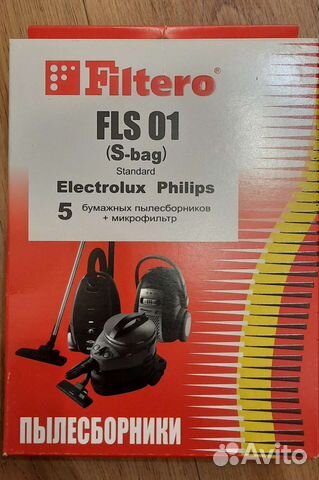 Filtero®
FLS 01
(S-bag)
Standard
Electrolux Philips
5 бумажных пылесборников
+ микрофильтр
ПЫЛЕСБОРНИКИ
Avito